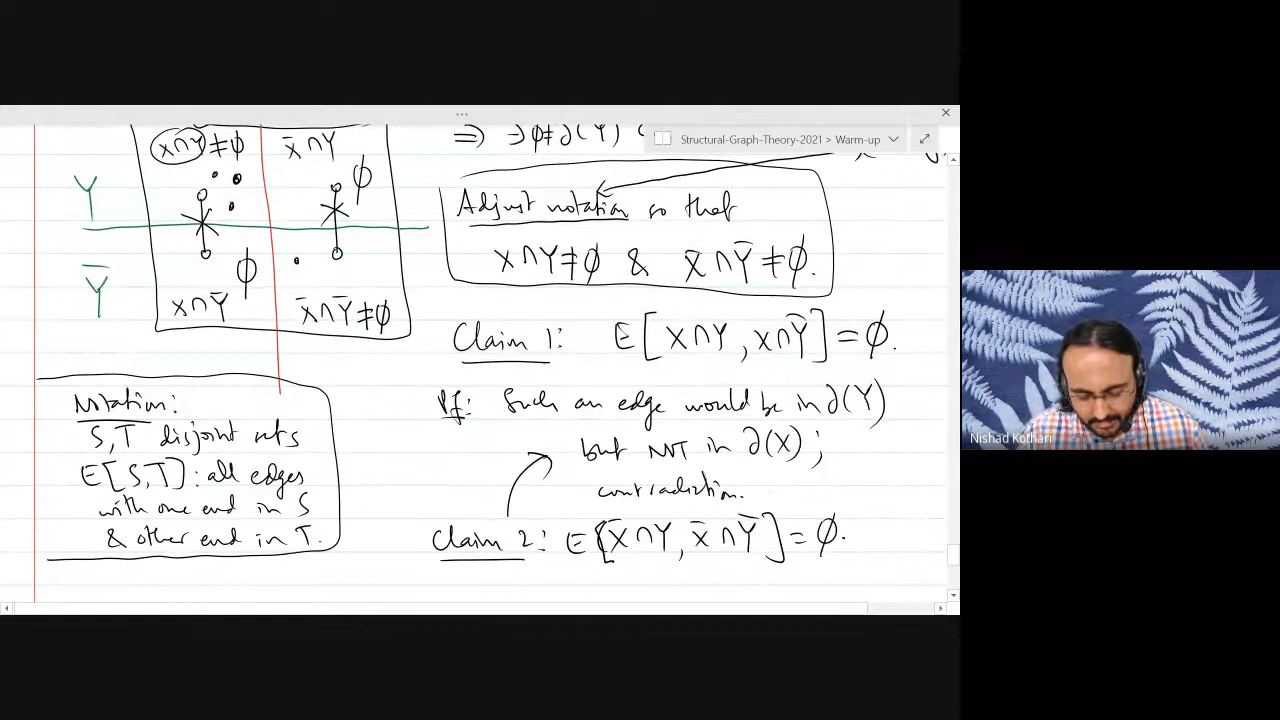 X∩Y≠ϕ
X̄∩Y
Y
ϕ
Ȳ
ϕ
X∩Ȳ
X̄∩Ȳ≠ϕ
Notation:
S,T disjoint sets
E[S,T]: all edges
with one end in S
& other end in T.
⇒ ∃ ϕ≠∂(Y)
Structural-Graph-Theory-2021 > Warm-up
Adjust notation so that
X∩Y≠ϕ & X̄∩Ȳ≠ϕ.
Claim 1: E[X∩Y, X∩Ȳ]=ϕ.
Pf: Such an edge would be in ∂(Y)
but NOT in ∂(X);
contradiction.
Claim 2: E[X̄∩Y, X̄∩Ȳ]=ϕ.
Nishad Kothari